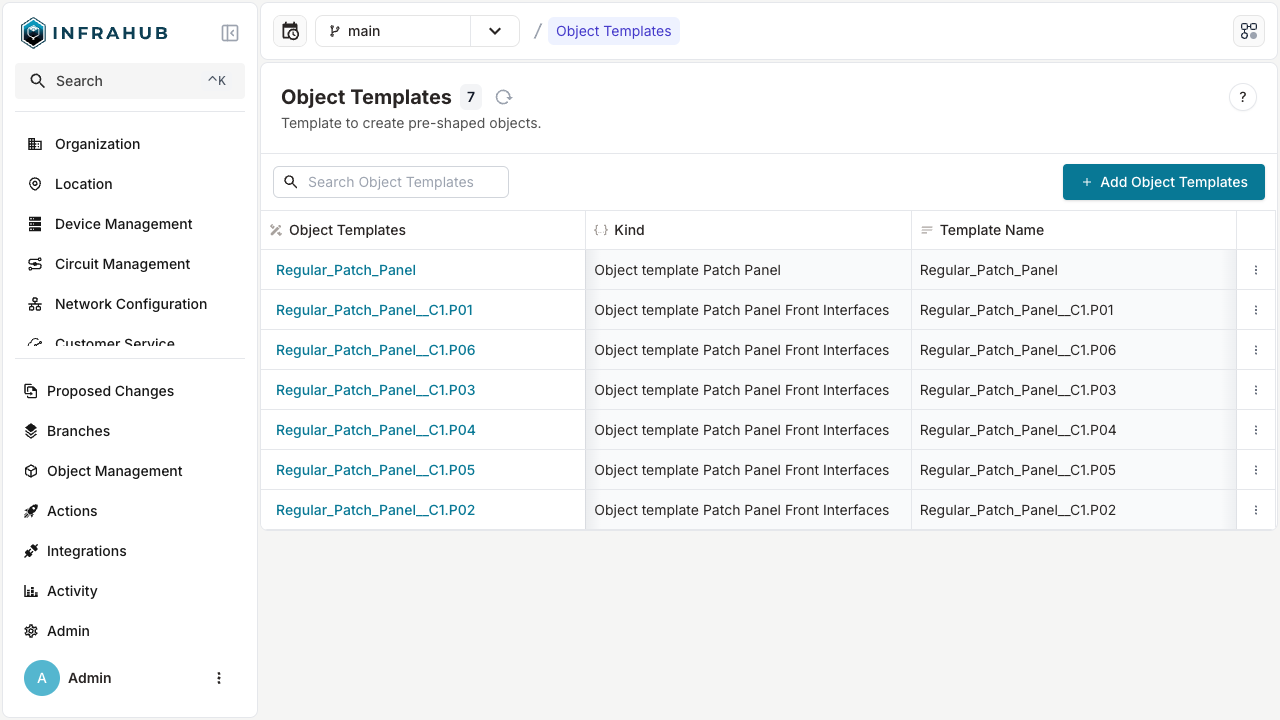 INFRAHUB
Search ^K
Organization
Location
Device Management
Circuit Management
Network Configuration
Customer Service
Proposed Changes
Branches
Object Management
Actions
Integrations
Activity
Admin
A Admin
main / Object Templates
Object Templates 7
Template to create pre-shaped objects.
?
Search Object Templates
+ Add Object Templates
Object Templates {..} Kind Template Name
Regular_Patch_Panel Object template Patch Panel Regular_Patch_Panel
Regular_Patch_Panel__C1.P01 Object template Patch Panel Front Interfaces Regular_Patch_Panel__C1.P01
Regular_Patch_Panel__C1.P06 Object template Patch Panel Front Interfaces Regular_Patch_Panel__C1.P06
Regular_Patch_Panel__C1.P03 Object template Patch Panel Front Interfaces Regular_Patch_Panel__C1.P03
Regular_Patch_Panel__C1.P04 Object template Patch Panel Front Interfaces Regular_Patch_Panel__C1.P04
Regular_Patch_Panel__C1.P05 Object template Patch Panel Front Interfaces Regular_Patch_Panel__C1.P05
Regular_Patch_Panel__C1.P02 Object template Patch Panel Front Interfaces Regular_Patch_Panel__C1.P02